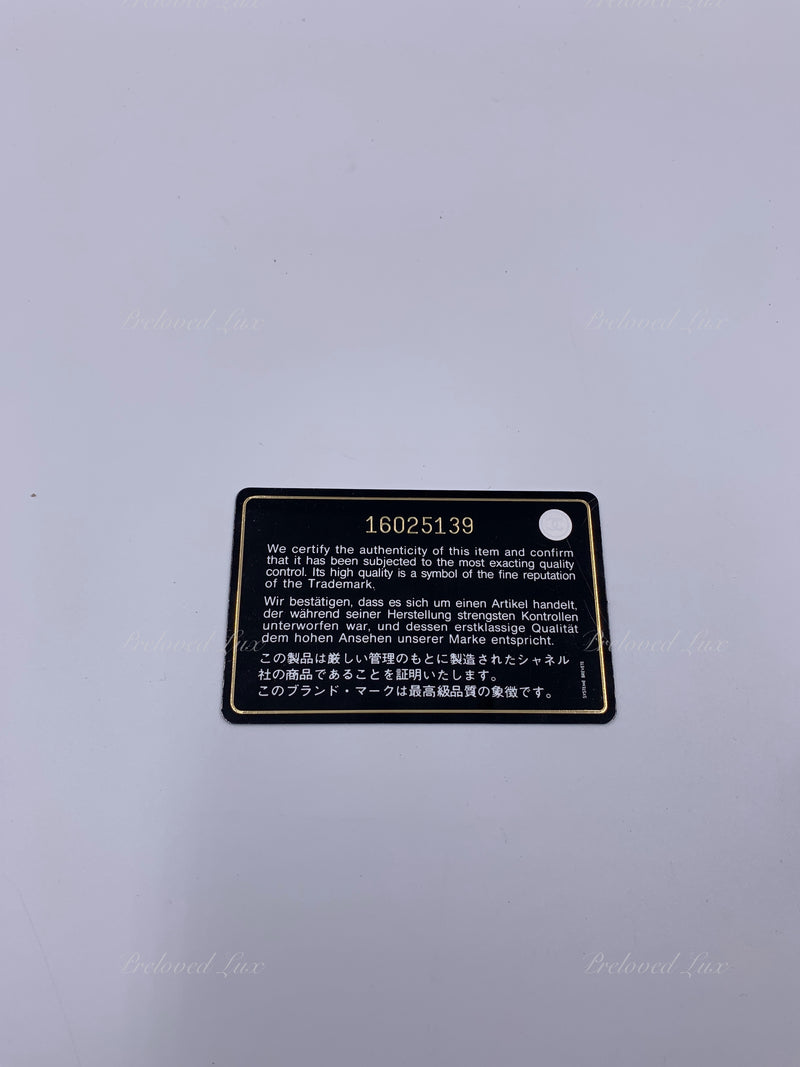 Preloved Lux Preloved Lux
Preloved Lux Preloved Lux
16025139
We certify the authenticity of this item and confirm
that it has been subjected to the most exacting quality
control. Its high quality is a symbol of the fine reputation
of the Trademark.
Wir bestätigen, dass es sich um einen Artikel handelt,
der während seiner Herstellung strengsten Kontrollen
unterworfen war, und dessen erstklassige Qualität
dem hohen Ansehen unserer Marke entspricht.
Preloved Lux Preloved Lux
この製品は厳しい管理のもとに製造されたシャネル
社の商品であることを証明いたします。
このブランド・マークは最高級品質の象徴です。
SYSTEME BREVETE
Preloved Lux Preloved Lux